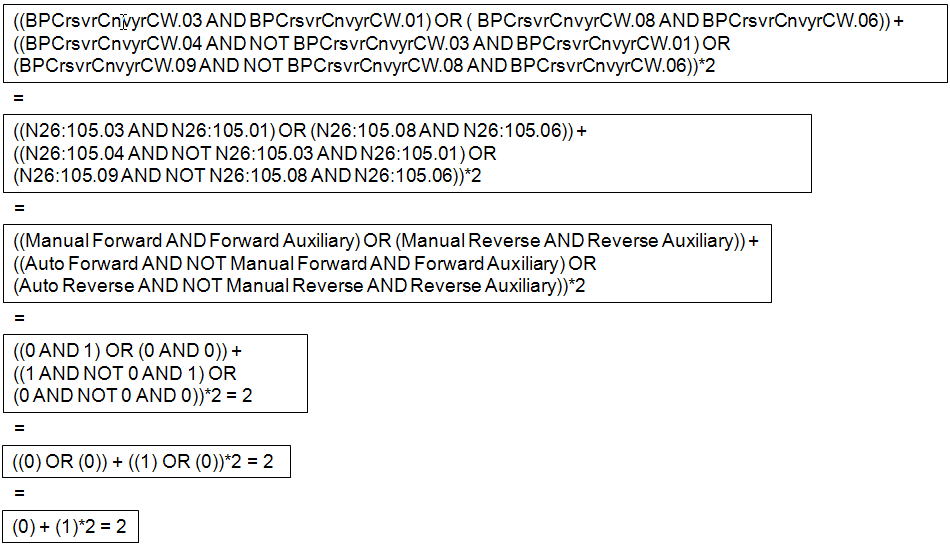 ((BPCrsvrCnvyrCW.03 AND BPCrsvrCnvyrCW.01) OR ( BPCrsvrCnvyrCW.08 AND BPCrsvrCnvyrCW.06)) +
((BPCrsvrCnvyrCW.04 AND NOT BPCrsvrCnvyrCW.03 AND BPCrsvrCnvyrCW.01) OR
(BPCrsvrCnvyrCW.09 AND NOT BPCrsvrCnvyrCW.08 AND BPCrsvrCnvyrCW.06))*2
=
((N26:105.03 AND N26:105.01) OR (N26:105.08 AND N26:105.06)) +
((N26:105.04 AND NOT N26:105.03 AND N26:105.01) OR
(N26:105.09 AND NOT N26:105.08 AND N26:105.06))*2
=
((Manual Forward AND Forward Auxiliary) OR (Manual Reverse AND Reverse Auxiliary)) +
((Auto Forward AND NOT Manual Forward AND Forward Auxiliary) OR
(Auto Reverse AND NOT Manual Reverse AND Reverse Auxiliary))*2
=
((0 AND 1) OR (0 AND 0)) +
((1 AND NOT 0 AND 1) OR
(0 AND NOT 0 AND 0))*2 = 2
=
((0) OR (0)) + ((1) OR (0))*2 = 2
=
(0) + (1)*2 = 2